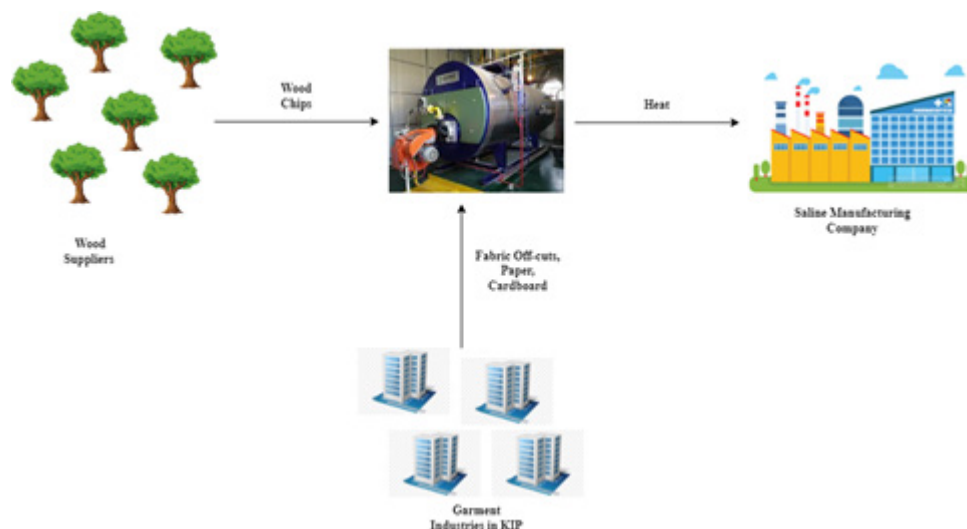 Wood
Chips
Heat
Wood
Suppliers
Saline Manufacturing
Company
Fabric Off-cuts,
Paper,
Cardboard
Garment
Industries in KIP